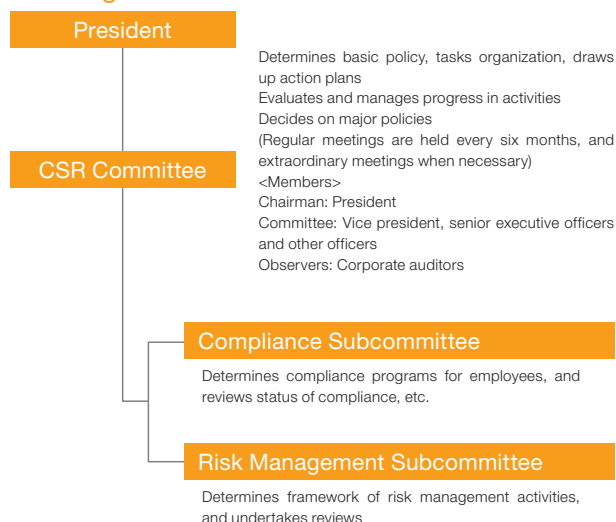 President
Determines basic policy, tasks organization, draws
up action plans
Evaluates and manages progress in activities
Decides on major policies
(Regular meetings are held every six months, and
extraordinary meetings when necessary)
<Members>
Chairman: President
Committee: Vice president, senior executive officers
and other officers
Observers: Corporate auditors
CSR Committee
Compliance Subcommittee
Determines compliance programs for employees, and
reviews status of compliance, etc.
Risk Management Subcommittee
Determines framework of risk management activities,
and undertakes reviews